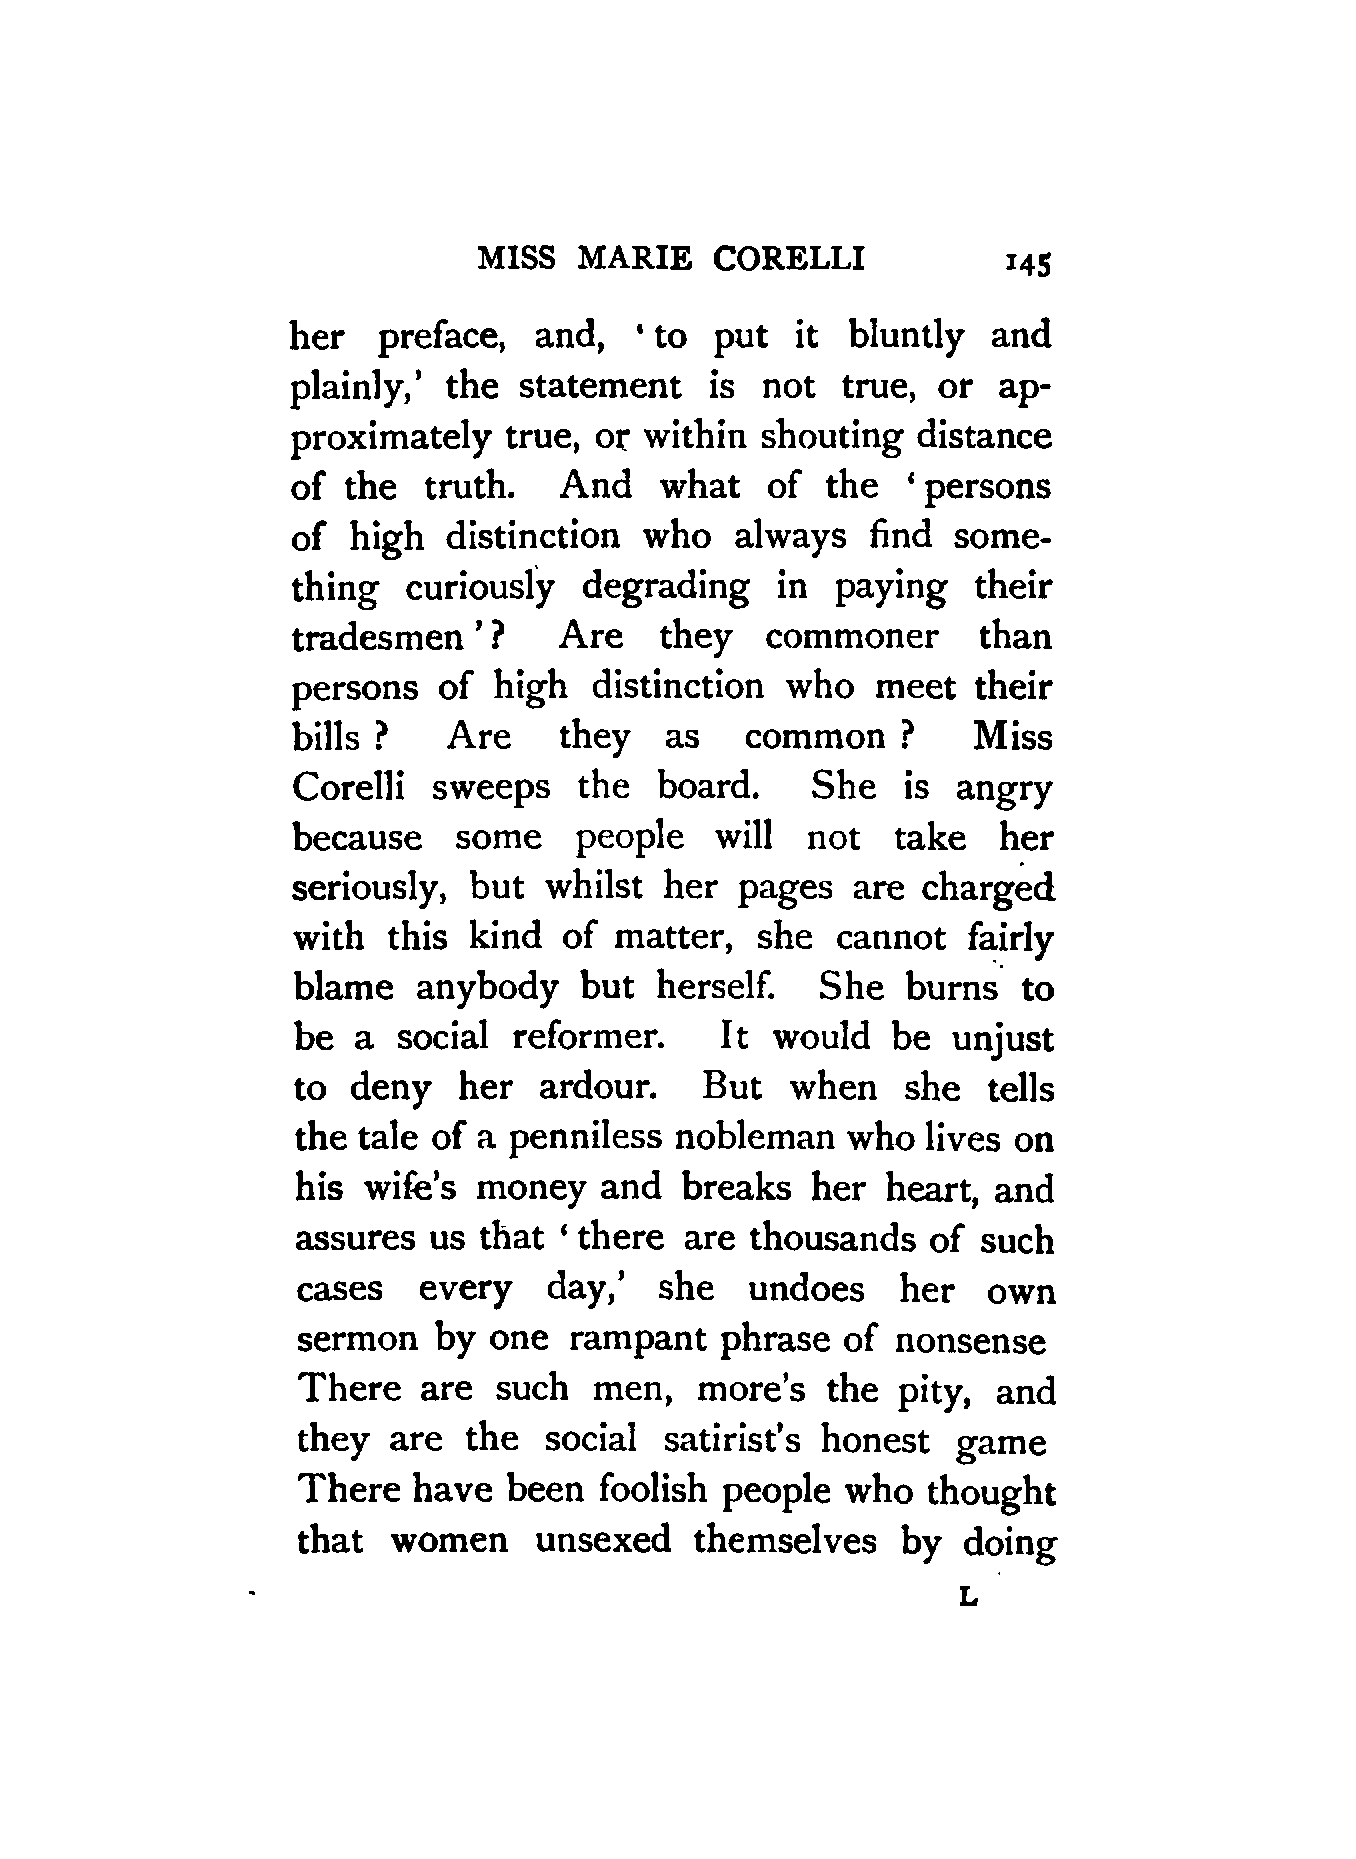 MISS MARIE CORELLI 145
her preface, and, ‘ to put it bluntly and
plainly,’ the statement is not true, or ap-
proximately true, or within shouting distance
of the truth. And what of the ‘ persons
of high distinction who always find some-
thing curiously degrading in paying their
tradesmen ’ ? Are they commoner than
persons of high distinction who meet their
bills ? Are they as common ? Miss
Corelli sweeps the board. She is angry
because some people will not take her
seriously, but whilst her pages are charged
with this kind of matter, she cannot fairly
blame anybody but herself. She burns to
be a social reformer. It would be unjust
to deny her ardour. But when she tells
the tale of a penniless nobleman who lives on
his wife’s money and breaks her heart, and
assures us that ‘ there are thousands of such
cases every day,’ she undoes her own
sermon by one rampant phrase of nonsense
There are such men, more’s the pity, and
they are the social satirist’s honest game
There have been foolish people who thought
that women unsexed themselves by doing
L